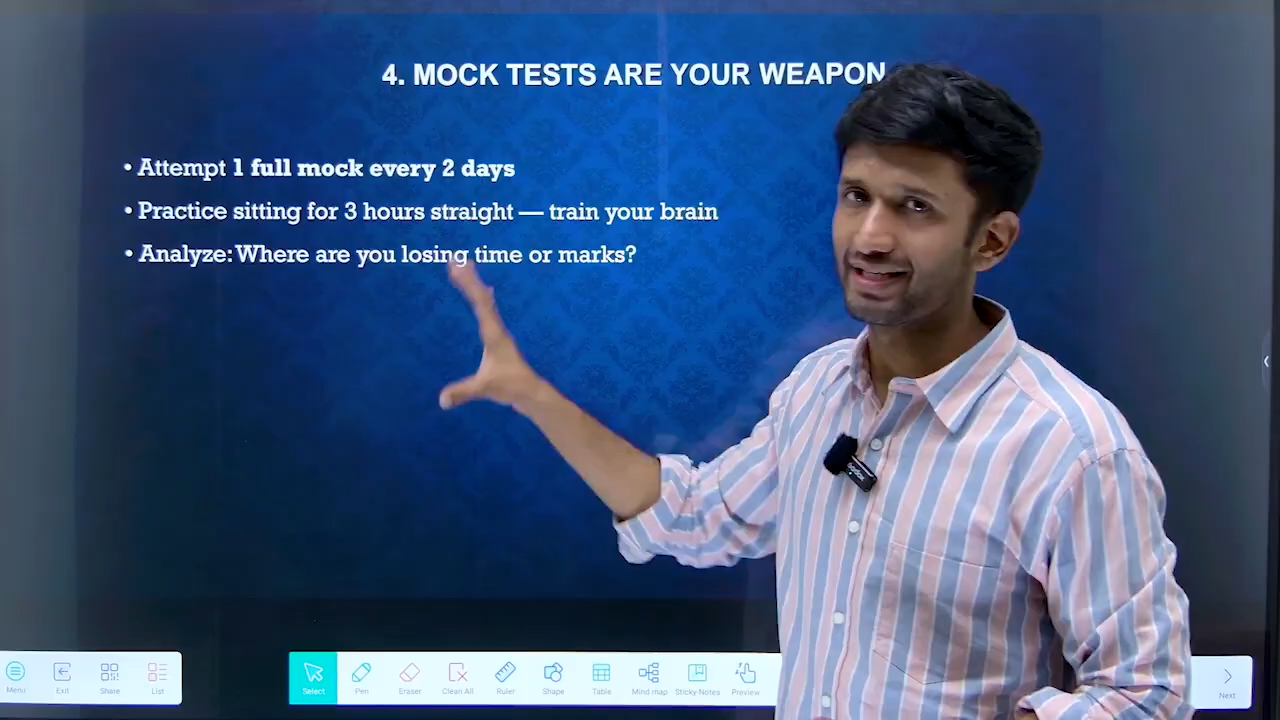 4. MOCK TESTS ARE YOUR WEAPON
• Attempt 1 full mock every 2 days
• Practice sitting for 3 hours straight — train your brain
• Analyze: Where are you losing time or marks?
Menu Exit Share List Select Pen Eraser Clean All Ruler Shape Table Mind map Sticky-Notes Preview Next